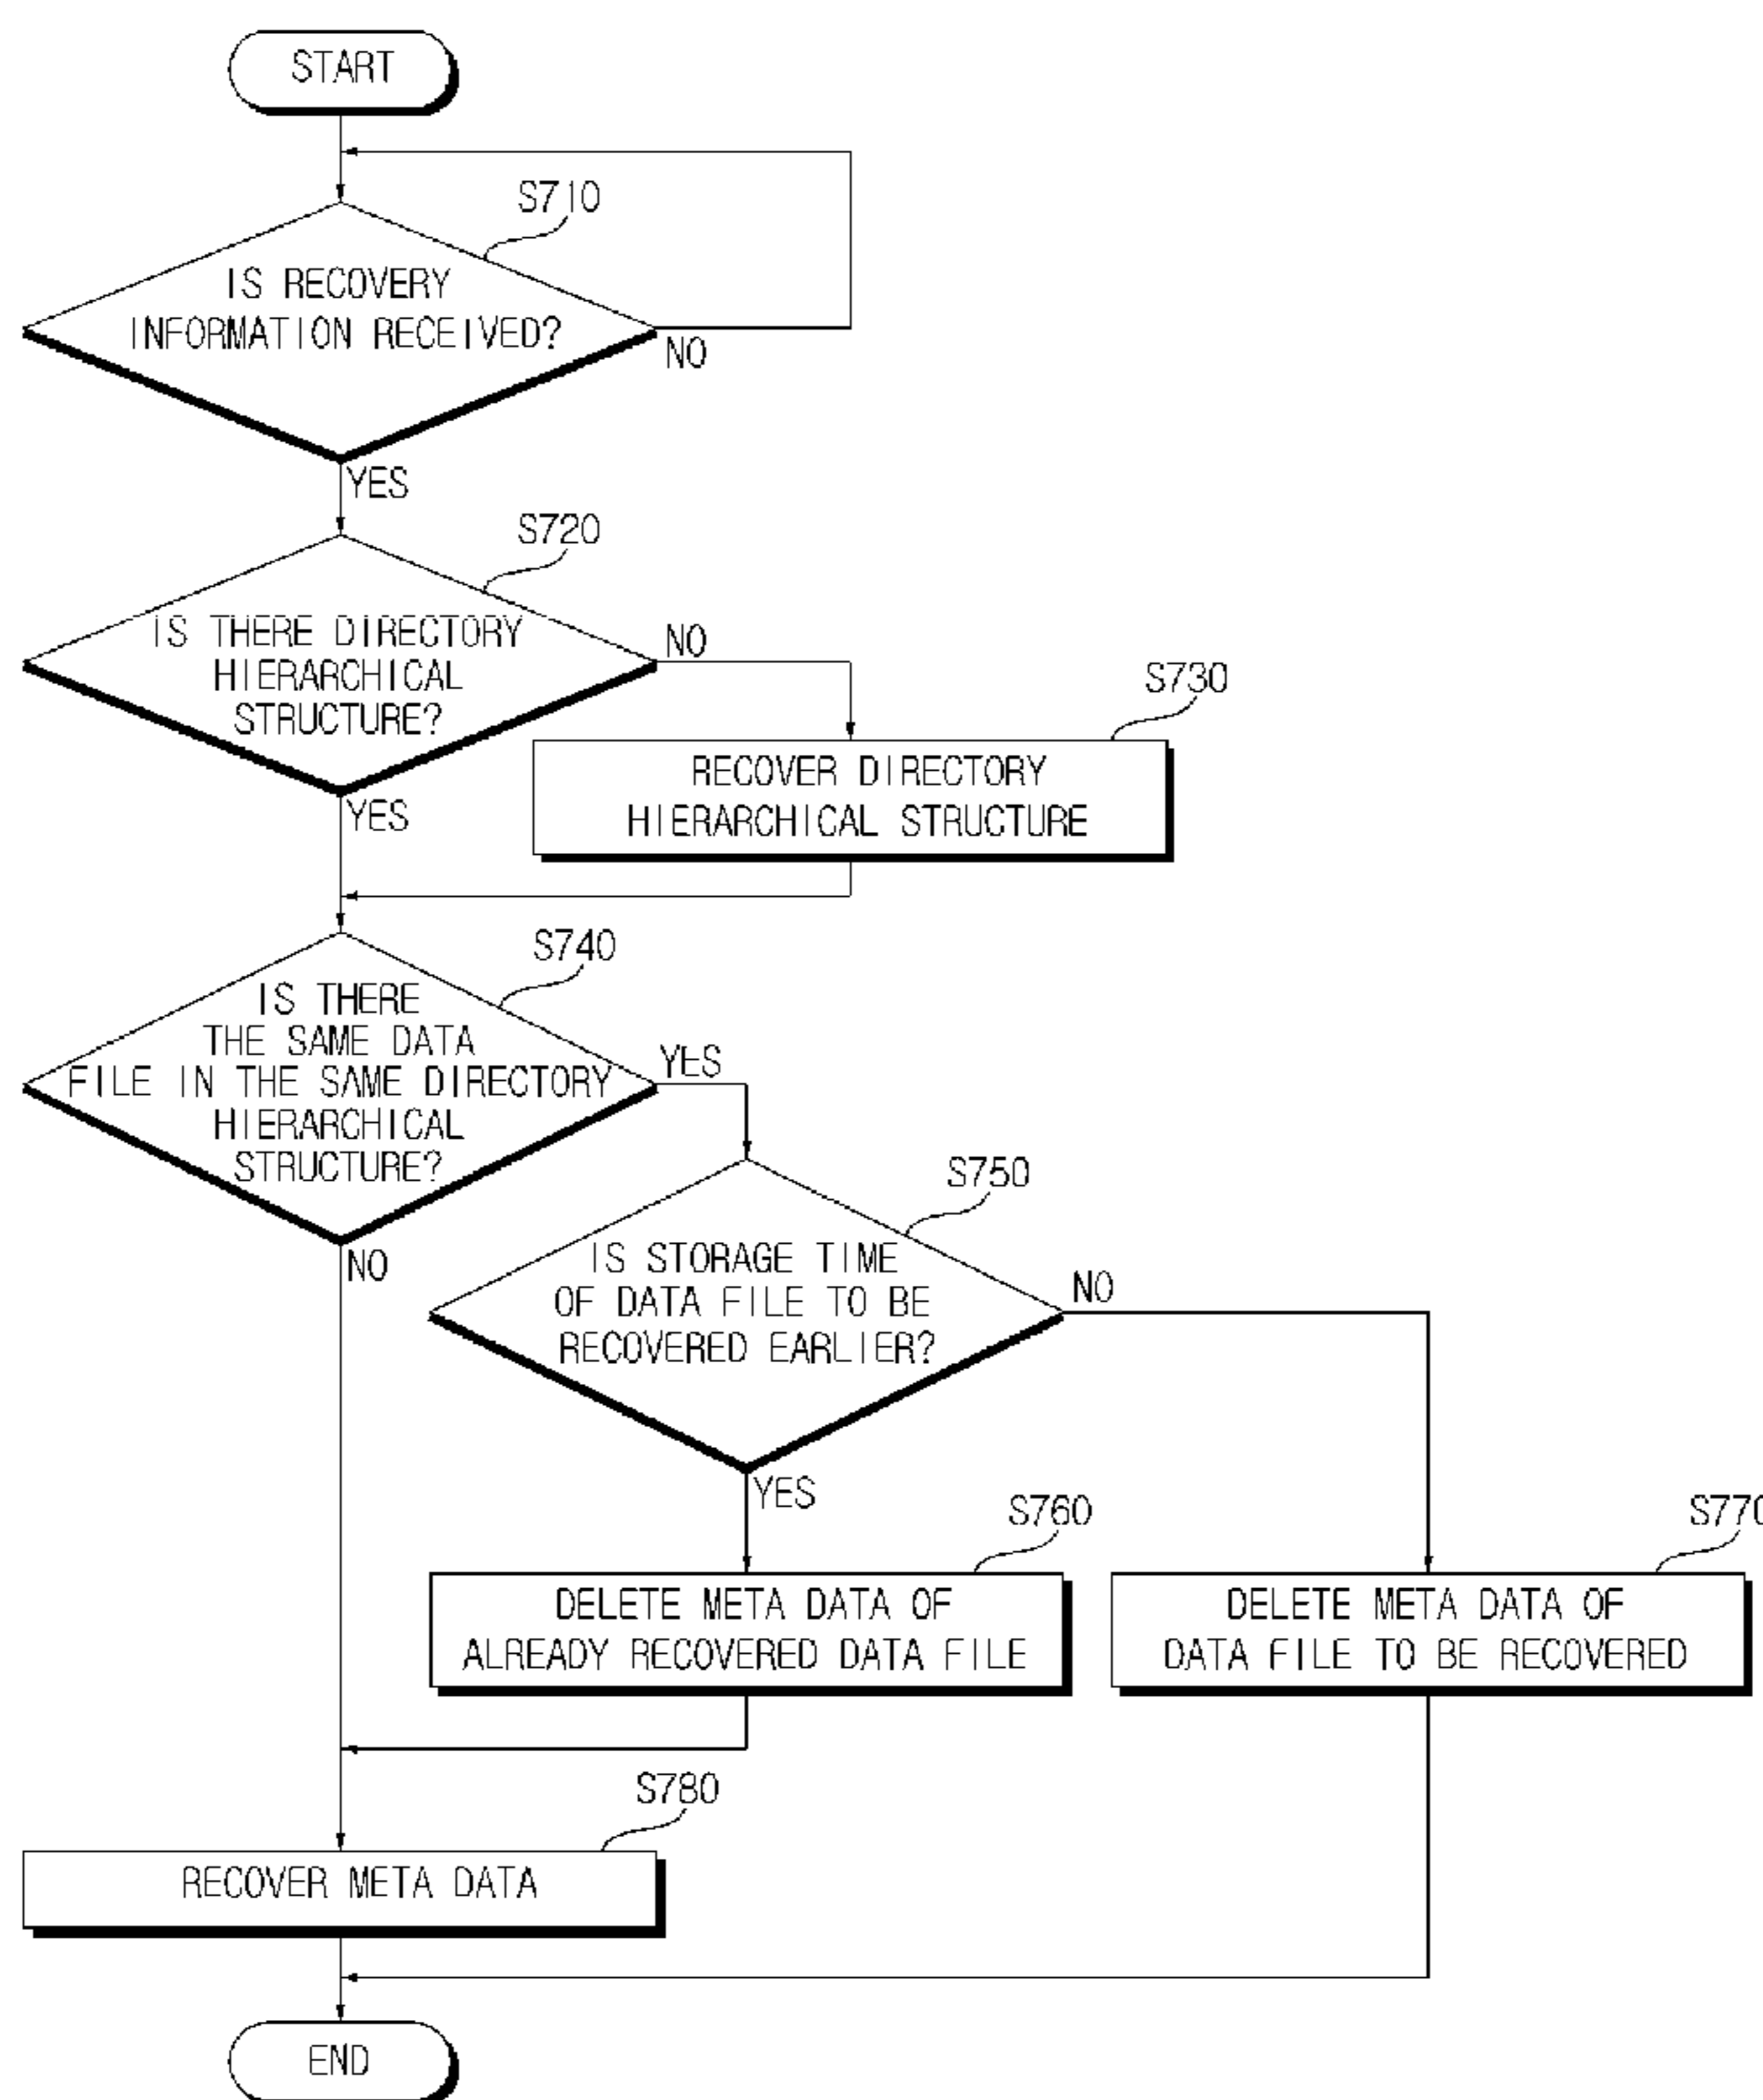 START
S710
IS RECOVERY
INFORMATION RECEIVED?
NO
YES
S720
IS THERE DIRECTORY
HIERARCHICAL
STRUCTURE?
NO
YES
S730
RECOVER DIRECTORY
HIERARCHICAL STRUCTURE
S740
IS THERE
THE SAME DATA
FILE IN THE SAME DIRECTORY
HIERARCHICAL
STRUCTURE?
YES
NO
S750
IS STORAGE TIME
OF DATA FILE TO BE
RECOVERED EARLIER?
NO
YES
S760
DELETE META DATA OF
ALREADY RECOVERED DATA FILE
S770
DELETE META DATA OF
DATA FILE TO BE RECOVERED
S780
RECOVER META DATA
END